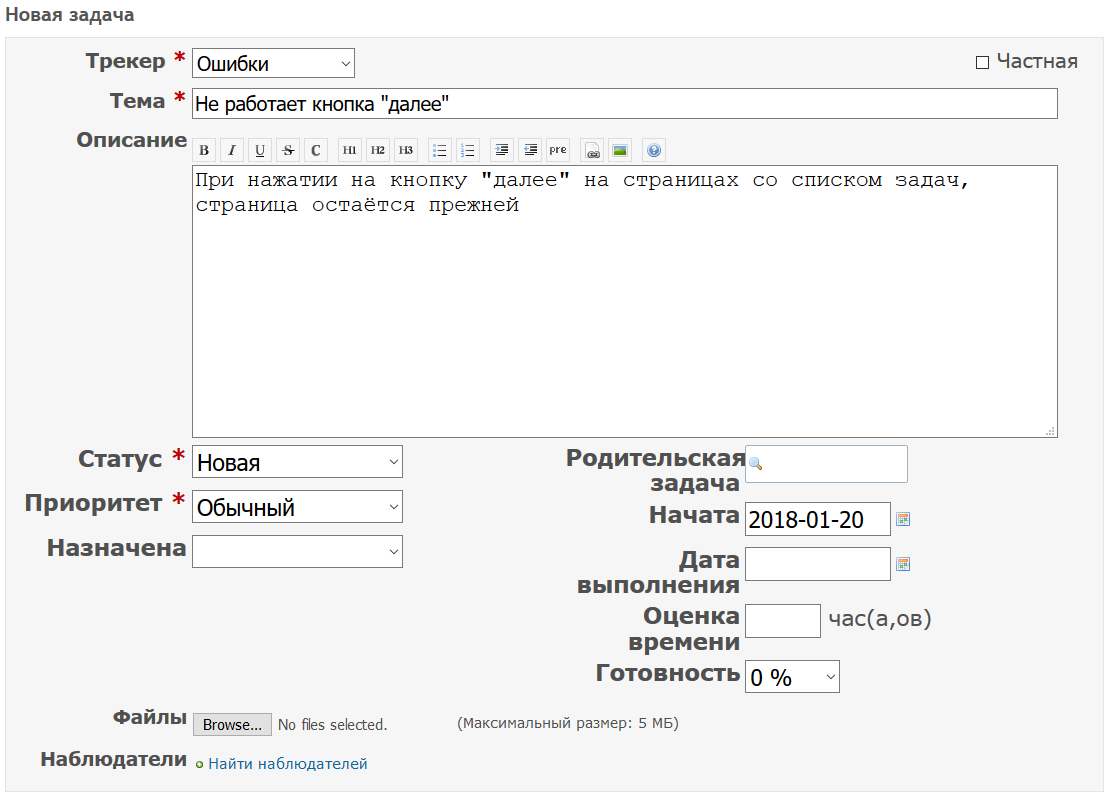 Новая задача
Трекер * Ошибки Частная
Тема * Не работает кнопка "далее"
Описание B I U S C H1 H2 H3 pre
При нажатии на кнопку "далее" на страницах со списком задач,
страница остаётся прежней
Статус * Новая
Приоритет * Обычный
Назначена
Родительская
задача
Начата 2018-01-20
Дата
выполнения
Оценка
времени час(а,ов)
Готовность 0 %
Файлы Browse... No files selected. (Максимальный размер: 5 МБ)
Наблюдатели Найти наблюдателей